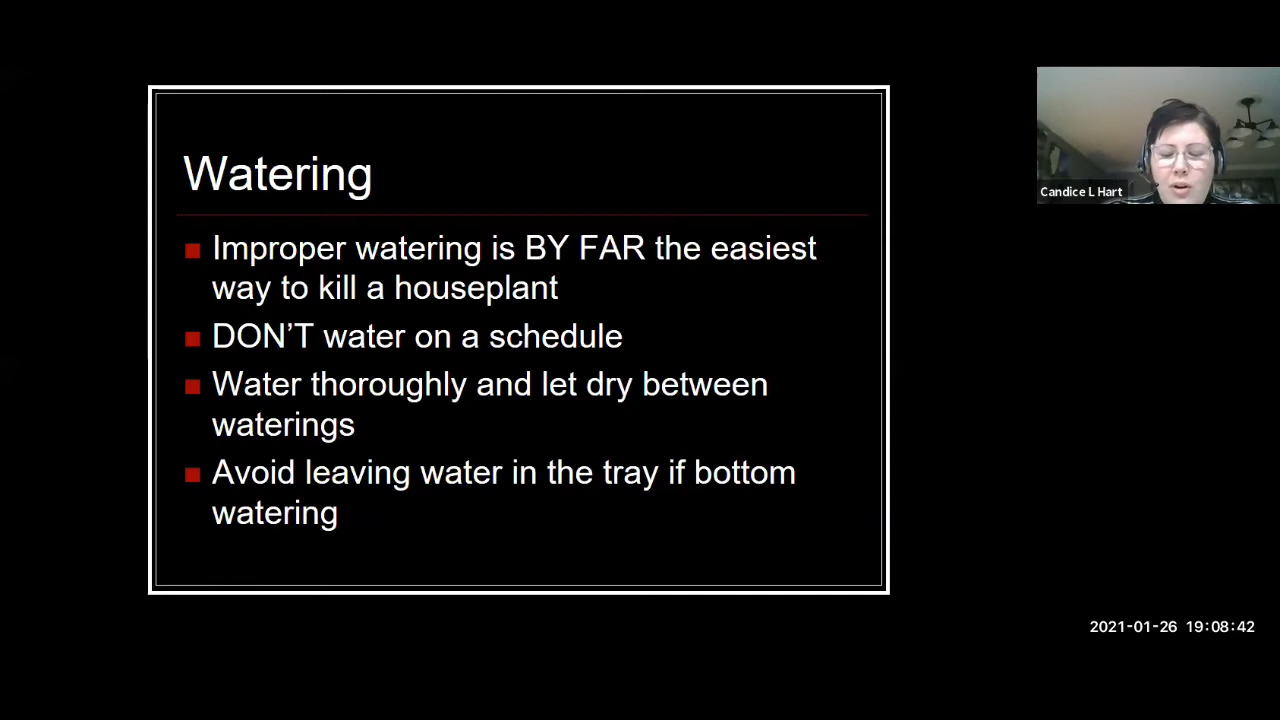 Watering
Improper watering is BY FAR the easiest
way to kill a houseplant
DON’T water on a schedule
Water thoroughly and let dry between
waterings
Avoid leaving water in the tray if bottom
watering
Candice L Hart
2021-01-26 19:08:42